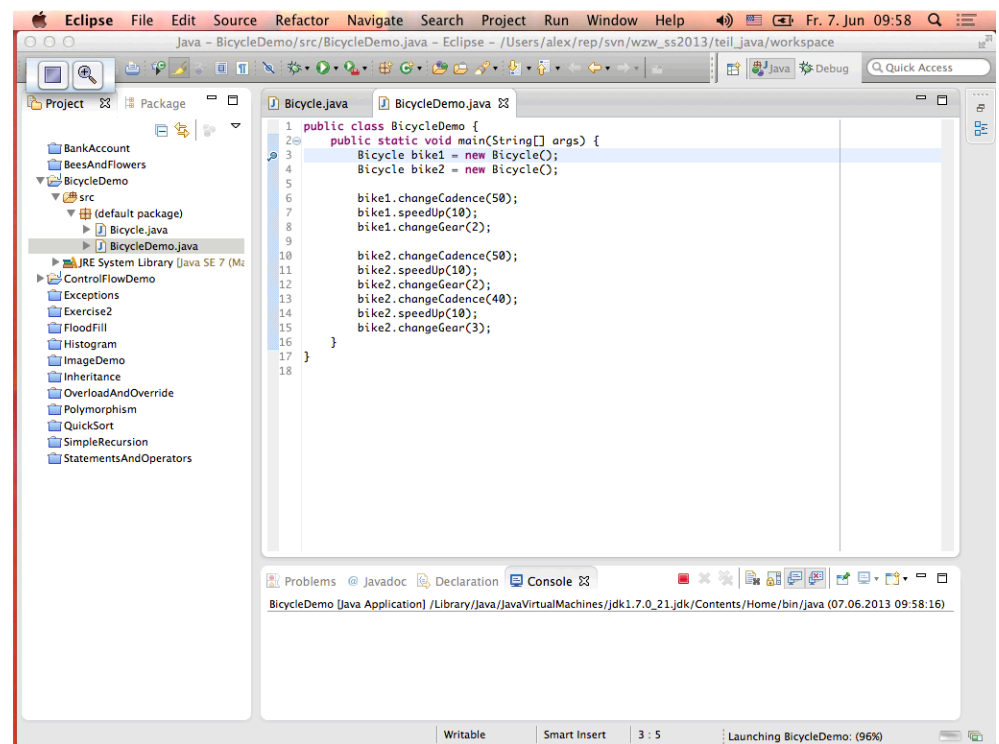 Eclipse File Edit Source Refactor Navigate Search Project Run Window Help Fr. 7. Jun 09:58
Java – BicycleDemo/src/BicycleDemo.java – Eclipse – /Users/alex/rep/svn/wzw_ss2013/teil_java/workspace
Java Debug Quick Access
Project Package
BankAccount
BeesAndFlowers
BicycleDemo
src
(default package)
Bicycle.java
BicycleDemo.java
JRE System Library [Java SE 7 (Ma
ControlFlowDemo
Exceptions
Exercise2
FloodFill
Histogram
ImageDemo
Inheritance
OverloadAndOverride
Polymorphism
QuickSort
SimpleRecursion
StatementsAndOperators
Bicycle.java BicycleDemo.java
1 public class BicycleDemo {
2 public static void main(String[] args) {
3 Bicycle bike1 = new Bicycle();
4 Bicycle bike2 = new Bicycle();
5
6 bike1.changeCadence(50);
7 bike1.speedUp(10);
8 bike1.changeGear(2);
9
10 bike2.changeCadence(50);
11 bike2.speedUp(10);
12 bike2.changeGear(2);
13 bike2.changeCadence(40);
14 bike2.speedUp(10);
15 bike2.changeGear(3);
16 }
17 }
18
Problems @ Javadoc Declaration Console
BicycleDemo [Java Application] /Library/Java/JavaVirtualMachines/jdk1.7.0_21.jdk/Contents/Home/bin/java (07.06.2013 09:58:16)
Writable Smart Insert 3 : 5 Launching BicycleDemo: (96%)